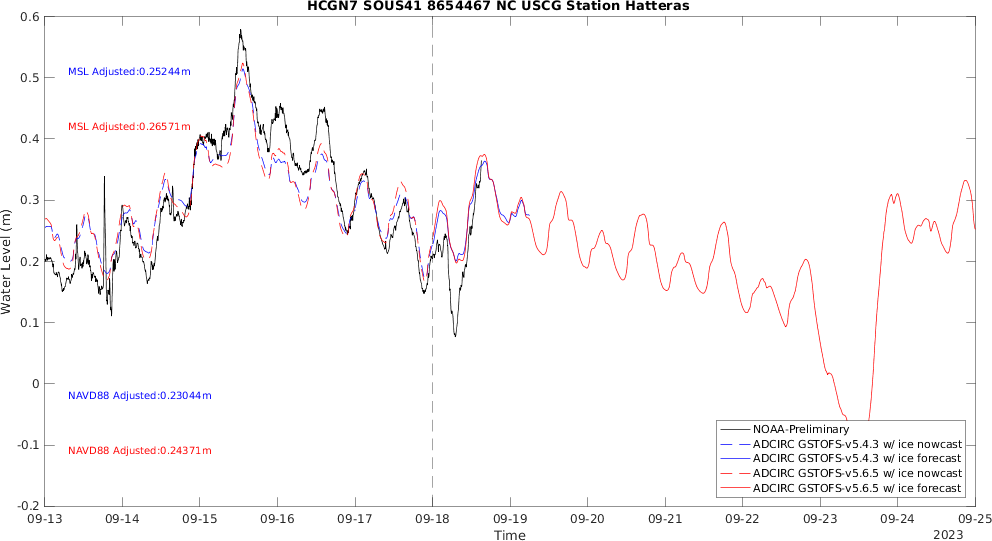 HCGN7 SOUS41 8654467 NC USCG Station Hatteras
0.6
0.5
0.4
0.3
0.2
0.1
0
-0.1
-0.2
Water Level (m)
MSL Adjusted:0.25244m
MSL Adjusted:0.26571m
NAVD88 Adjusted:0.23044m
NAVD88 Adjusted:0.24371m
NOAA-Preliminary
ADCIRC GSTOFS-v5.4.3 w/ ice nowcast
ADCIRC GSTOFS-v5.4.3 w/ ice forecast
ADCIRC GSTOFS-v5.6.5 w/ ice nowcast
ADCIRC GSTOFS-v5.6.5 w/ ice forecast
09-13 09-14 09-15 09-16 09-17 09-18 09-19 09-20 09-21 09-22 09-23 09-24 09-25
Time
2023